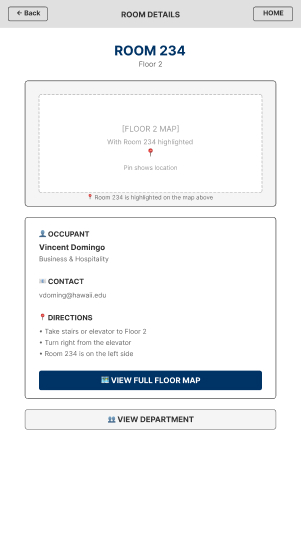 ← Back
ROOM DETAILS
HOME
ROOM 234
Floor 2
[FLOOR 2 MAP]
With Room 234 highlighted
📍
Pin shows location
📍 Room 234 is highlighted on the map above
👤 OCCUPANT
Vincent Domingo
Business & Hospitality
📧 CONTACT
vdoming@hawaii.edu
📍 DIRECTIONS
• Take stairs or elevator to Floor 2
• Turn right from the elevator
• Room 234 is on the left side
🗺️ VIEW FULL FLOOR MAP
👥 VIEW DEPARTMENT